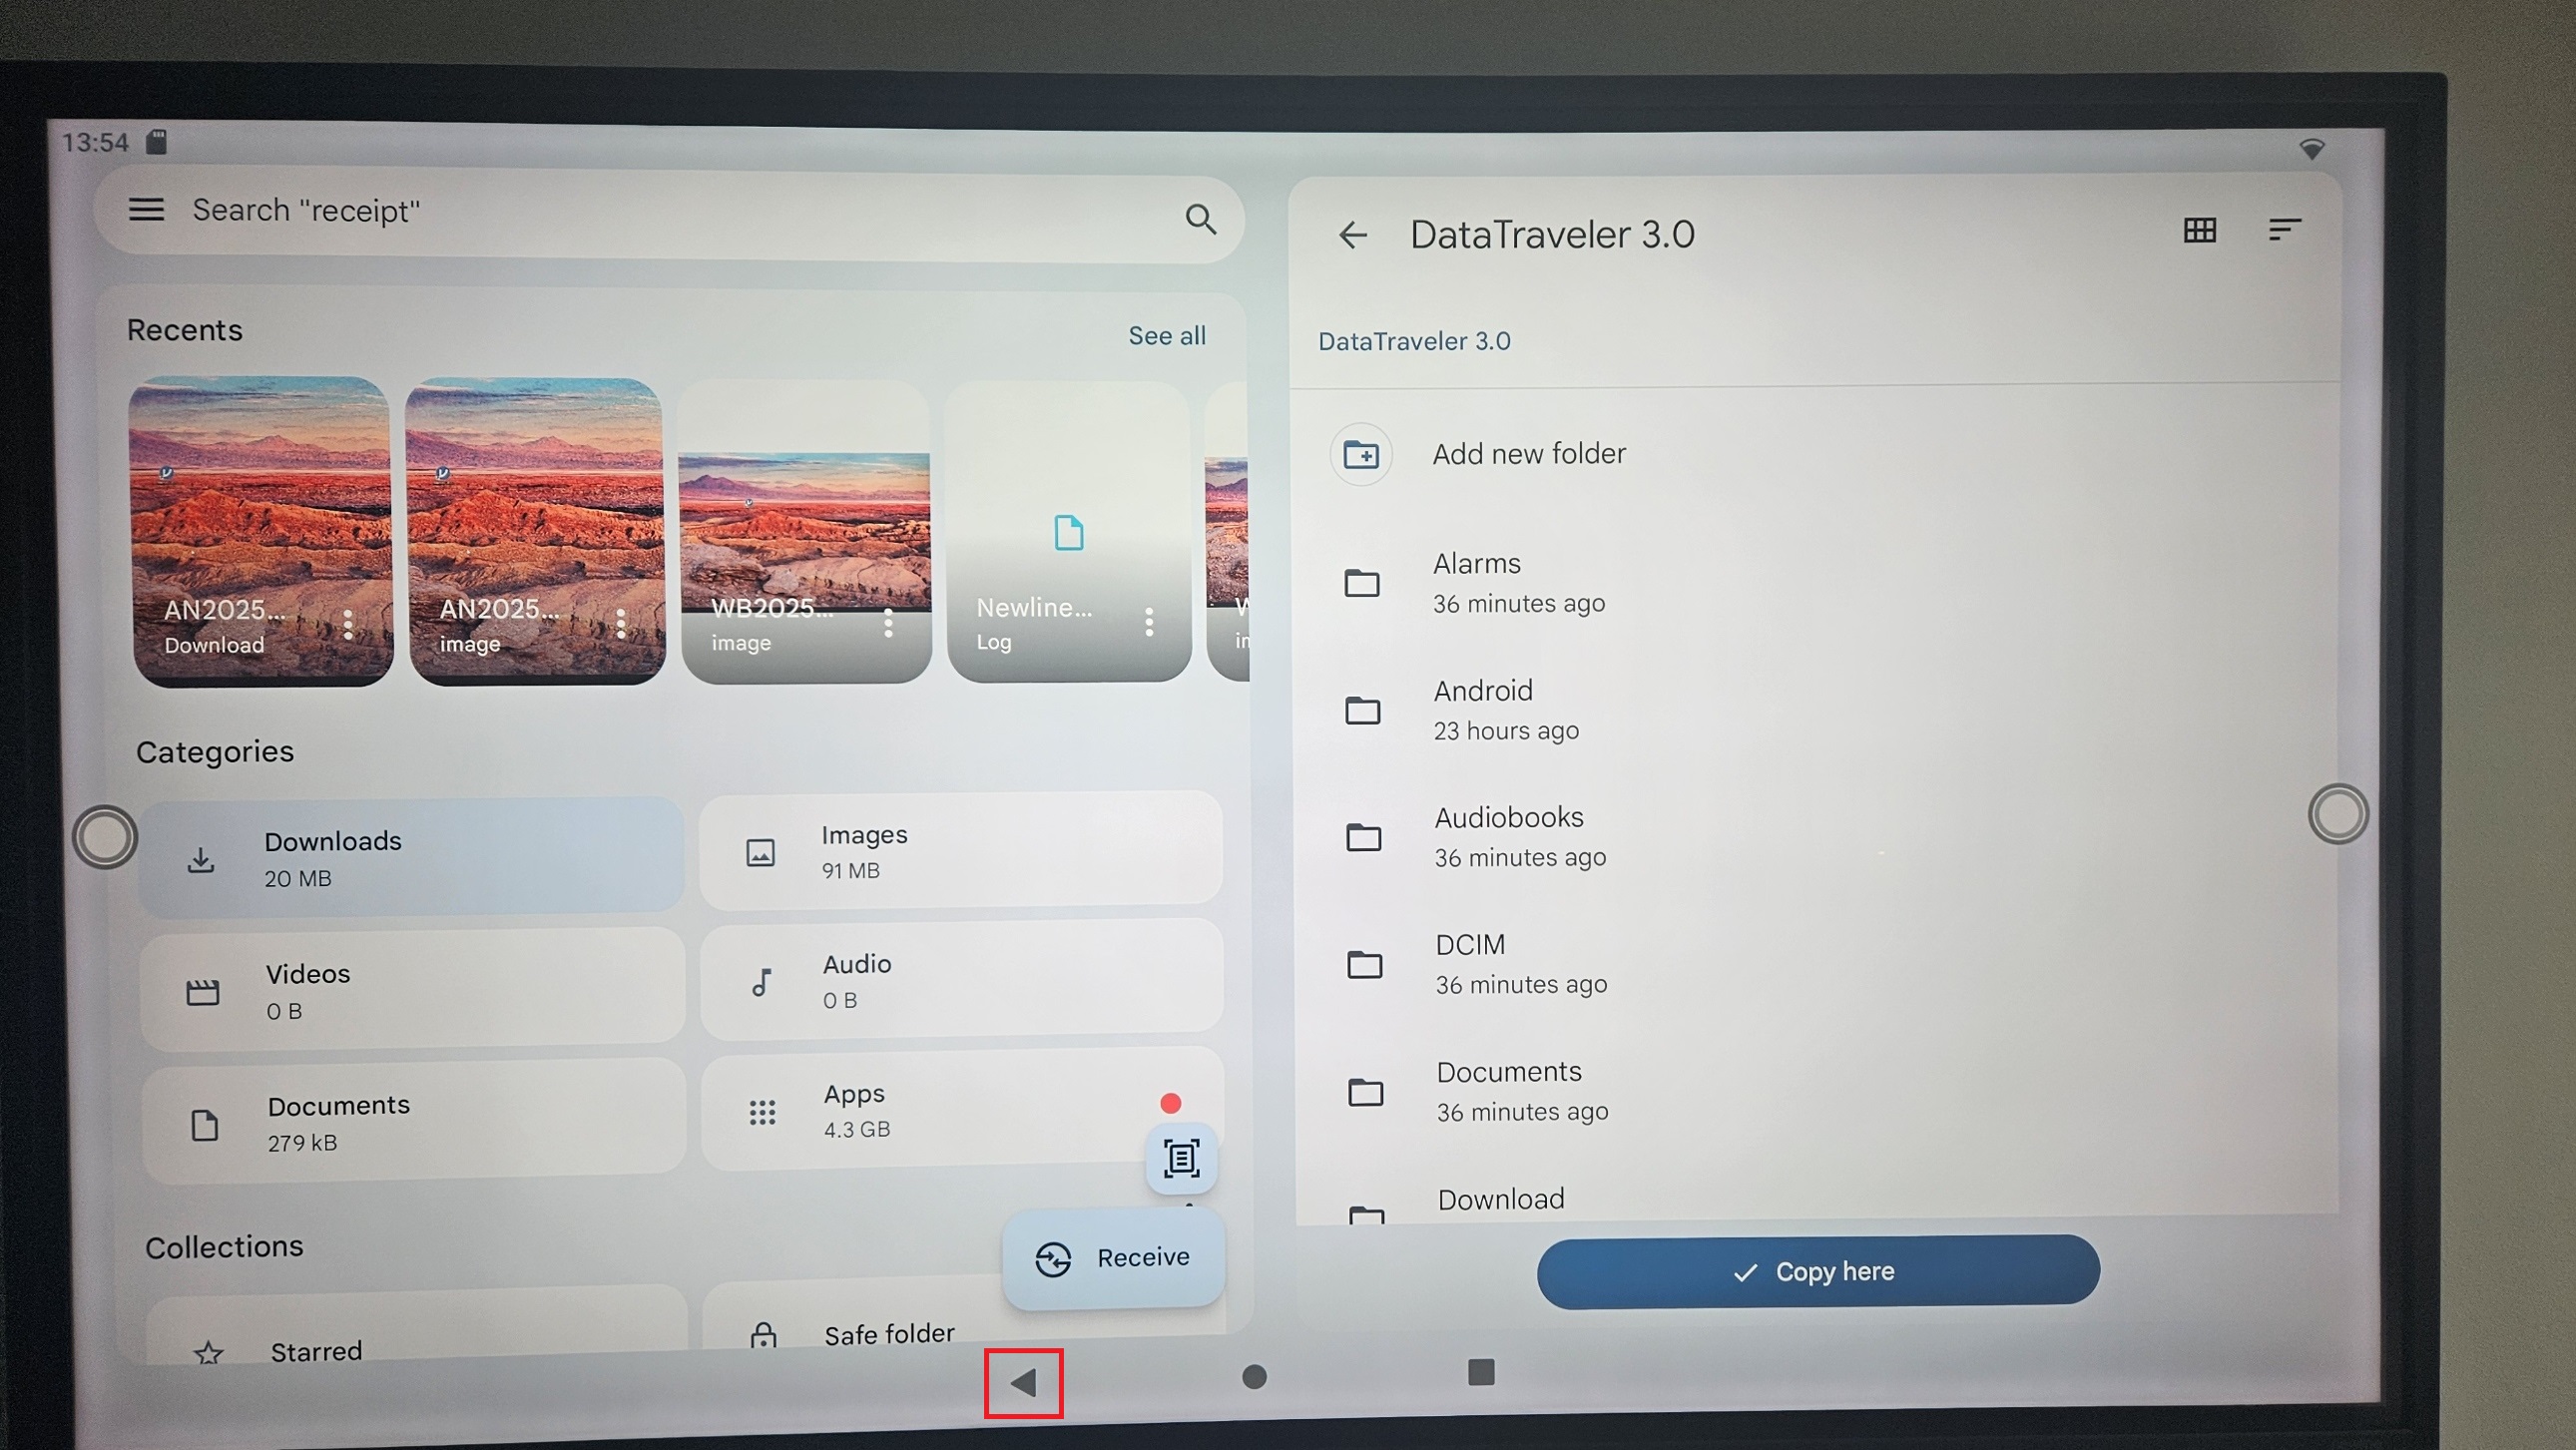 13:54
Search "receipt"
Recents
See all
AN2025...
Download
AN2025...
image
WB2025...
image
Newline...
Log
Categories
Downloads
20 MB
Images
91 MB
Videos
0 B
Audio
0 B
Documents
279 kB
Apps
4.3 GB
Collections
Receive
Starred
Safe folder
DataTraveler 3.0
DataTraveler 3.0
Add new folder
Alarms
36 minutes ago
Android
23 hours ago
Audiobooks
36 minutes ago
DCIM
36 minutes ago
Documents
36 minutes ago
Download
Copy here